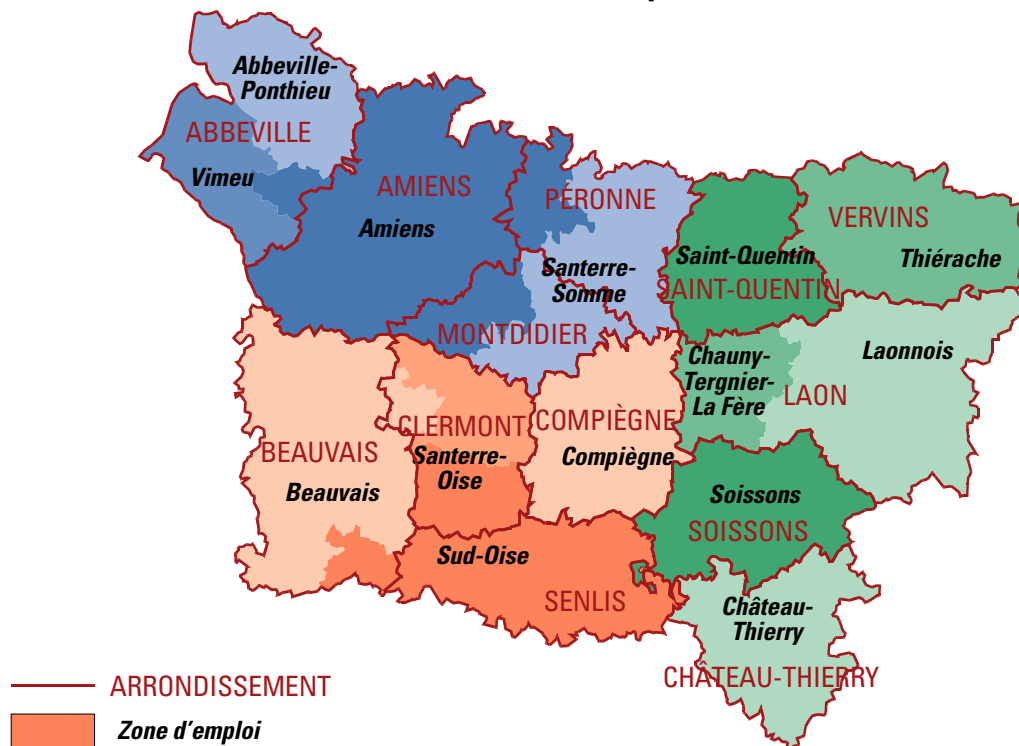 Abbeville-
Ponthieu
ABBEVILLE
Vimeu
AMIENS
Amiens
PÉRONNE
Santerre-
Somme
MONTDIDIER
Saint-Quentin
SAINT-QUENTIN
VERVINS
Thiérache
Laonnois
LAON
Chauny-
Tergnier-
La Fère
BEAUVAIS
Beauvais
CLERMONT
Santerre-
Oise
COMPIÈGNE
Compiègne
Soissons
SOISSONS
Sud-Oise
SENLIS
Château-
Thierry
CHÂTEAU-THIERRY
ARRONDISSEMENT
Zone d'emploi